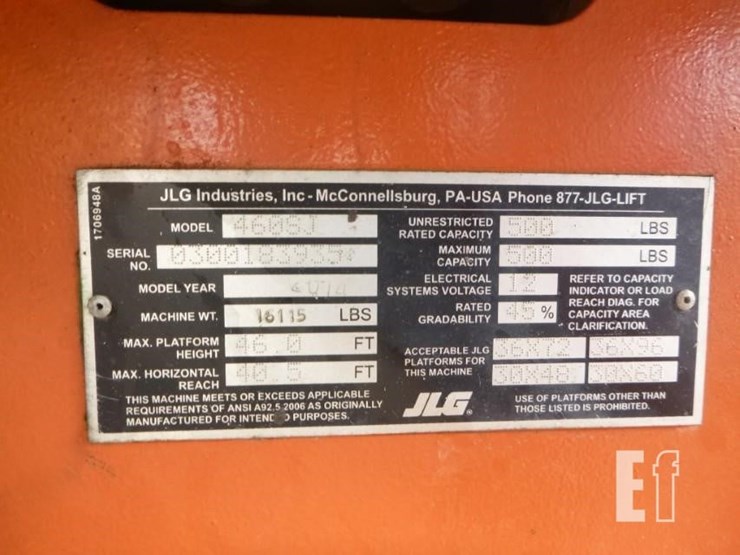 1706948A
JLG Industries, Inc - McConnellsburg, PA-USA Phone 877-JLG-LIFT
MODEL 460SJ
SERIAL NO. 0300183935
MODEL YEAR 2014
MACHINE WT. 16115 LBS
MAX. PLATFORM HEIGHT 46.0 FT
MAX. HORIZONTAL REACH 40.5 FT
THIS MACHINE MEETS OR EXCEEDS APPLICABLE
REQUIREMENTS OF ANSI A92.5 2006 AS ORIGINALLY
MANUFACTURED FOR INTENDED PURPOSES.
UNRESTRICTED RATED CAPACITY 500 LBS
MAXIMUM CAPACITY 500 LBS
ELECTRICAL SYSTEMS VOLTAGE 12
RATED GRADABILITY 45 %
REFER TO CAPACITY
INDICATOR OR LOAD
REACH DIAG. FOR
CAPACITY AREA
CLARIFICATION.
ACCEPTABLE JLG
PLATFORMS FOR
THIS MACHINE
36X72 36X96
30X48 30X60
JLG®
USE OF PLATFORMS OTHER THAN
THOSE LISTED IS PROHIBITED.
Ef